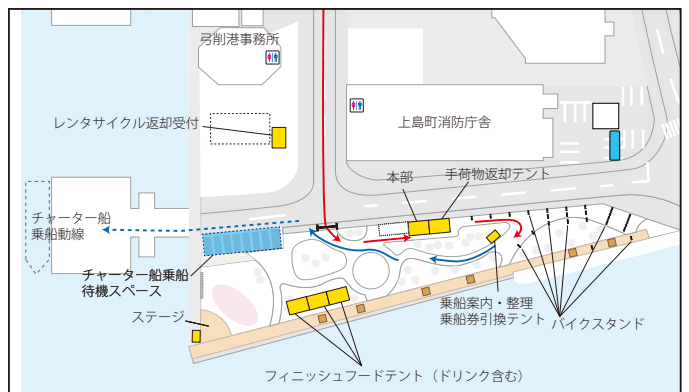 弓削港事務所
レンタサイクル返却受付
上島町消防庁舎
本部
手荷物返却テント
チャーター船
乗船動線
チャーター船乗船
待機スペース
乗船案内・整理
乗船券引換テント
バイクスタンド
ステージ
フィニッシュフードテント（ドリンク含む）